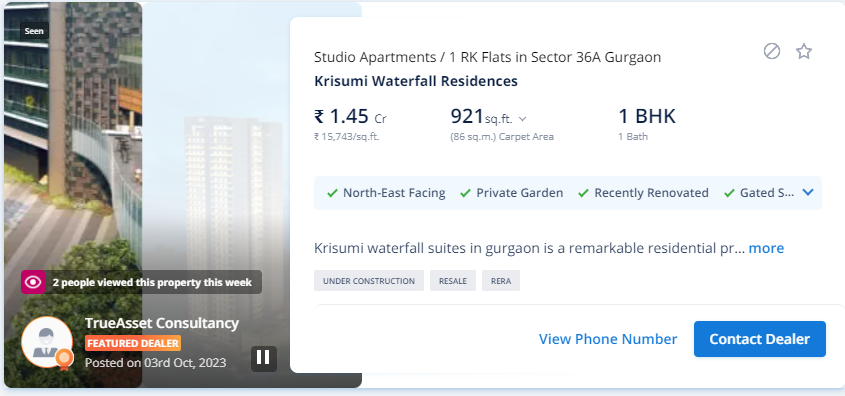 Seen
Studio Apartments / 1 RK Flats in Sector 36A Gurgaon
Krisumi Waterfall Residences
₹ 1.45 Cr
₹ 15,743/sq.ft.
921sq.ft.
(86 sq.m.) Carpet Area
1 BHK
1 Bath
North-East Facing
Private Garden
Recently Renovated
Gated S...
Krisumi waterfall suites in gurgaon is a remarkable residential pr... more
UNDER CONSTRUCTION
RESALE
RERA
2 people viewed this property this week
TrueAsset Consultancy
FEATURED DEALER
Posted on 03rd Oct, 2023
View Phone Number
Contact Dealer